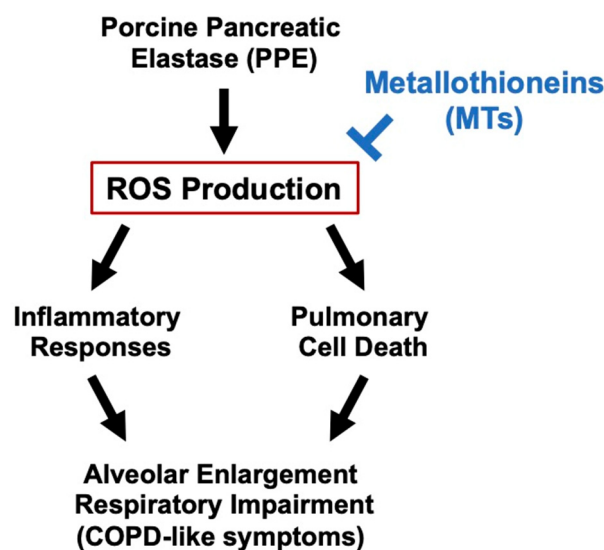 Porcine Pancreatic
Elastase (PPE)
Metallothioneins
(MTs)
ROS Production
Inflammatory
Responses
Pulmonary
Cell Death
Alveolar Enlargement
Respiratory Impairment
(COPD-like symptoms)